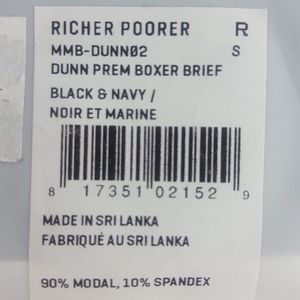 RICHER POORER R
MMB-DUNN02 S
DUNN PREM BOXER BRIEF
BLACK & NAVY /
NOIR ET MARINE
8 17351 02152 9
MADE IN SRI LANKA
FABRIQUÉ AU SRI LANKA
90% MODAL, 10% SPANDEX